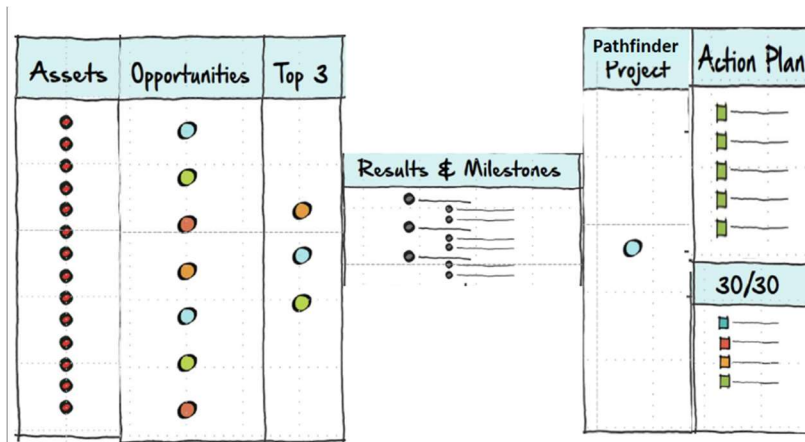 Assets
Opportunities
Top 3
Results & Milestones
Pathfinder
Project
Action Plan
30/30